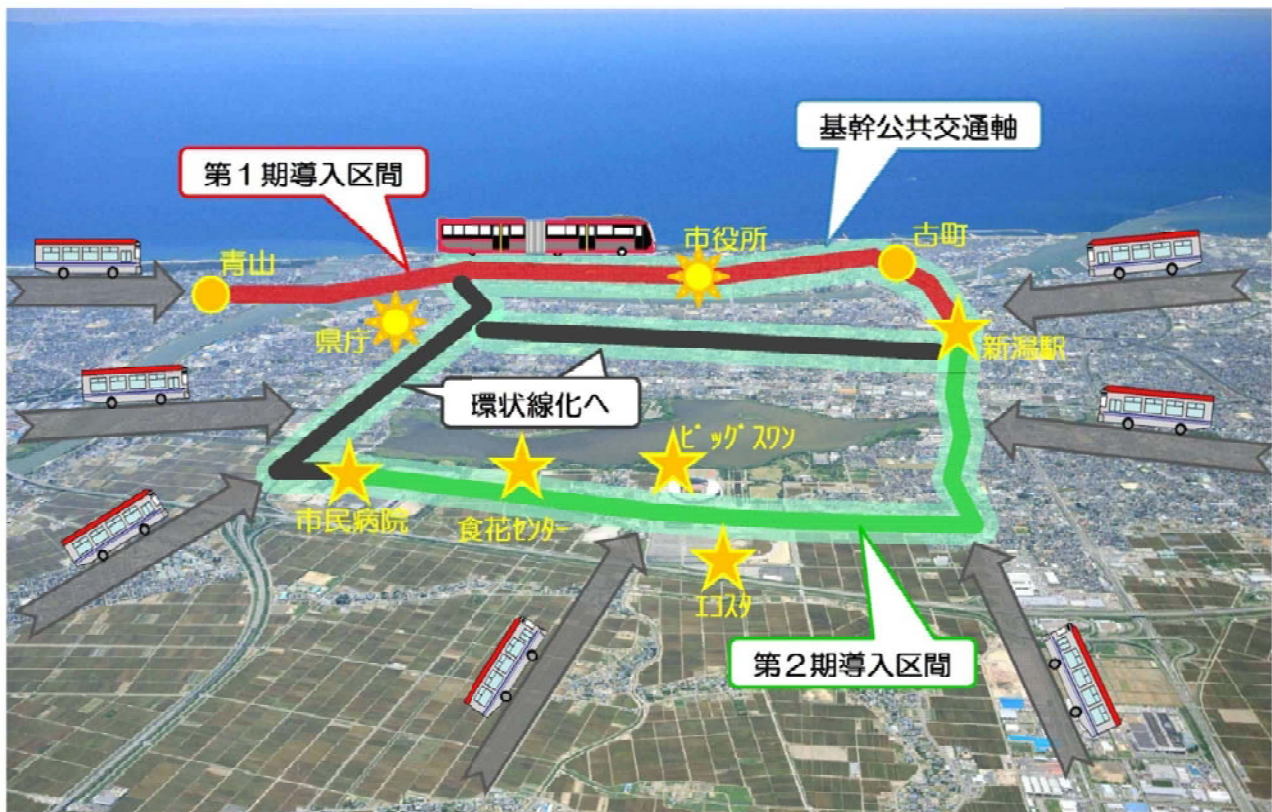 基幹公共交通軸
第1期導入区間
市役所
古町
青山
県庁
新潟駅
環状線化へ
ﾋﾞｯｸﾞｽﾜﾝ
市民病院
食花ｾﾝﾀｰ
ｴｺｽﾀ
第2期導入区間